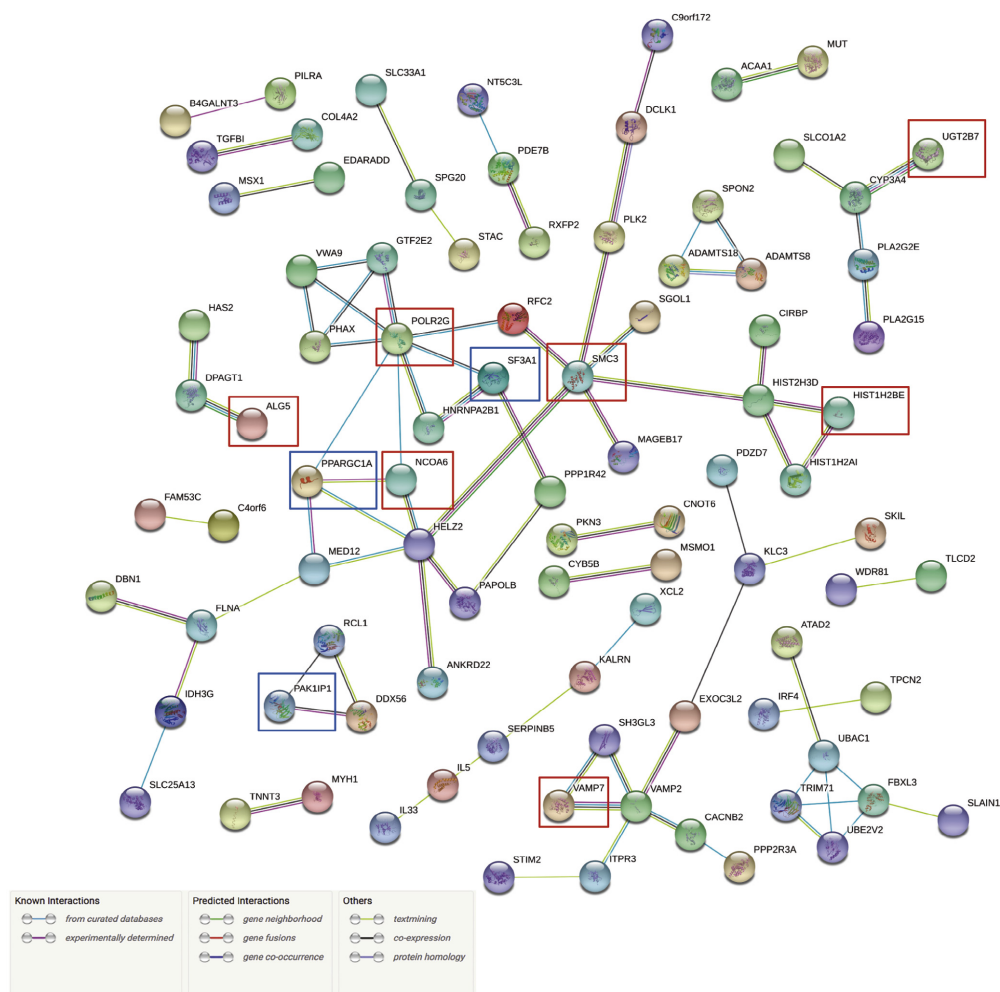 C9orf172
MUT
ACAA1
PILRA
SLC33A1
NT5C3L
B4GALNT3
COL4A2
DCLK1
TGFBI
SLCO1A2
UGT2B7
EDARADD
PDE7B
MSX1
SPG20
CYP3A4
SPON2
PLK2
STAC
RXFP2
GTF2E2
VWA9
ADAMTS18
ADAMTS8
PLA2G2E
SGOL1
RFC2
HAS2
PHAX
POLR2G
CIRBP
PLA2G15
SF3A1
SMC3
DPAGT1
HIST2H3D
HIST1H2BE
ALG5
HNRNPA2B1
MAGEB17
PDZD7
HIST1H2AI
PPARGC1A
NCOA6
PPP1R42
FAM53C
C4orf6
CNOT6
HELZ2
PKN3
SKIL
MED12
MSMO1
KLC3
TLCD2
CYB5B
WDR81
DBN1
PAPOLB
FLNA
XCL2
RCL1
ATAD2
KALRN
ANKRD22
TPCN2
IDH3G
PAK1IP1
DDX56
EXOC3L2
IRF4
SERPINB5
SH3GL3
UBAC1
SLC25A13
IL5
MYH1
FBXL3
TNNT3
VAMP7
VAMP2
TRIM71
IL33
CACNB2
SLAIN1
UBE2V2
PPP2R3A
STIM2
ITPR3
Known Interactions
from curated databases
experimentally determined
Predicted Interactions
gene neighborhood
gene fusions
gene co-occurrence
Others
textmining
co-expression
protein homology